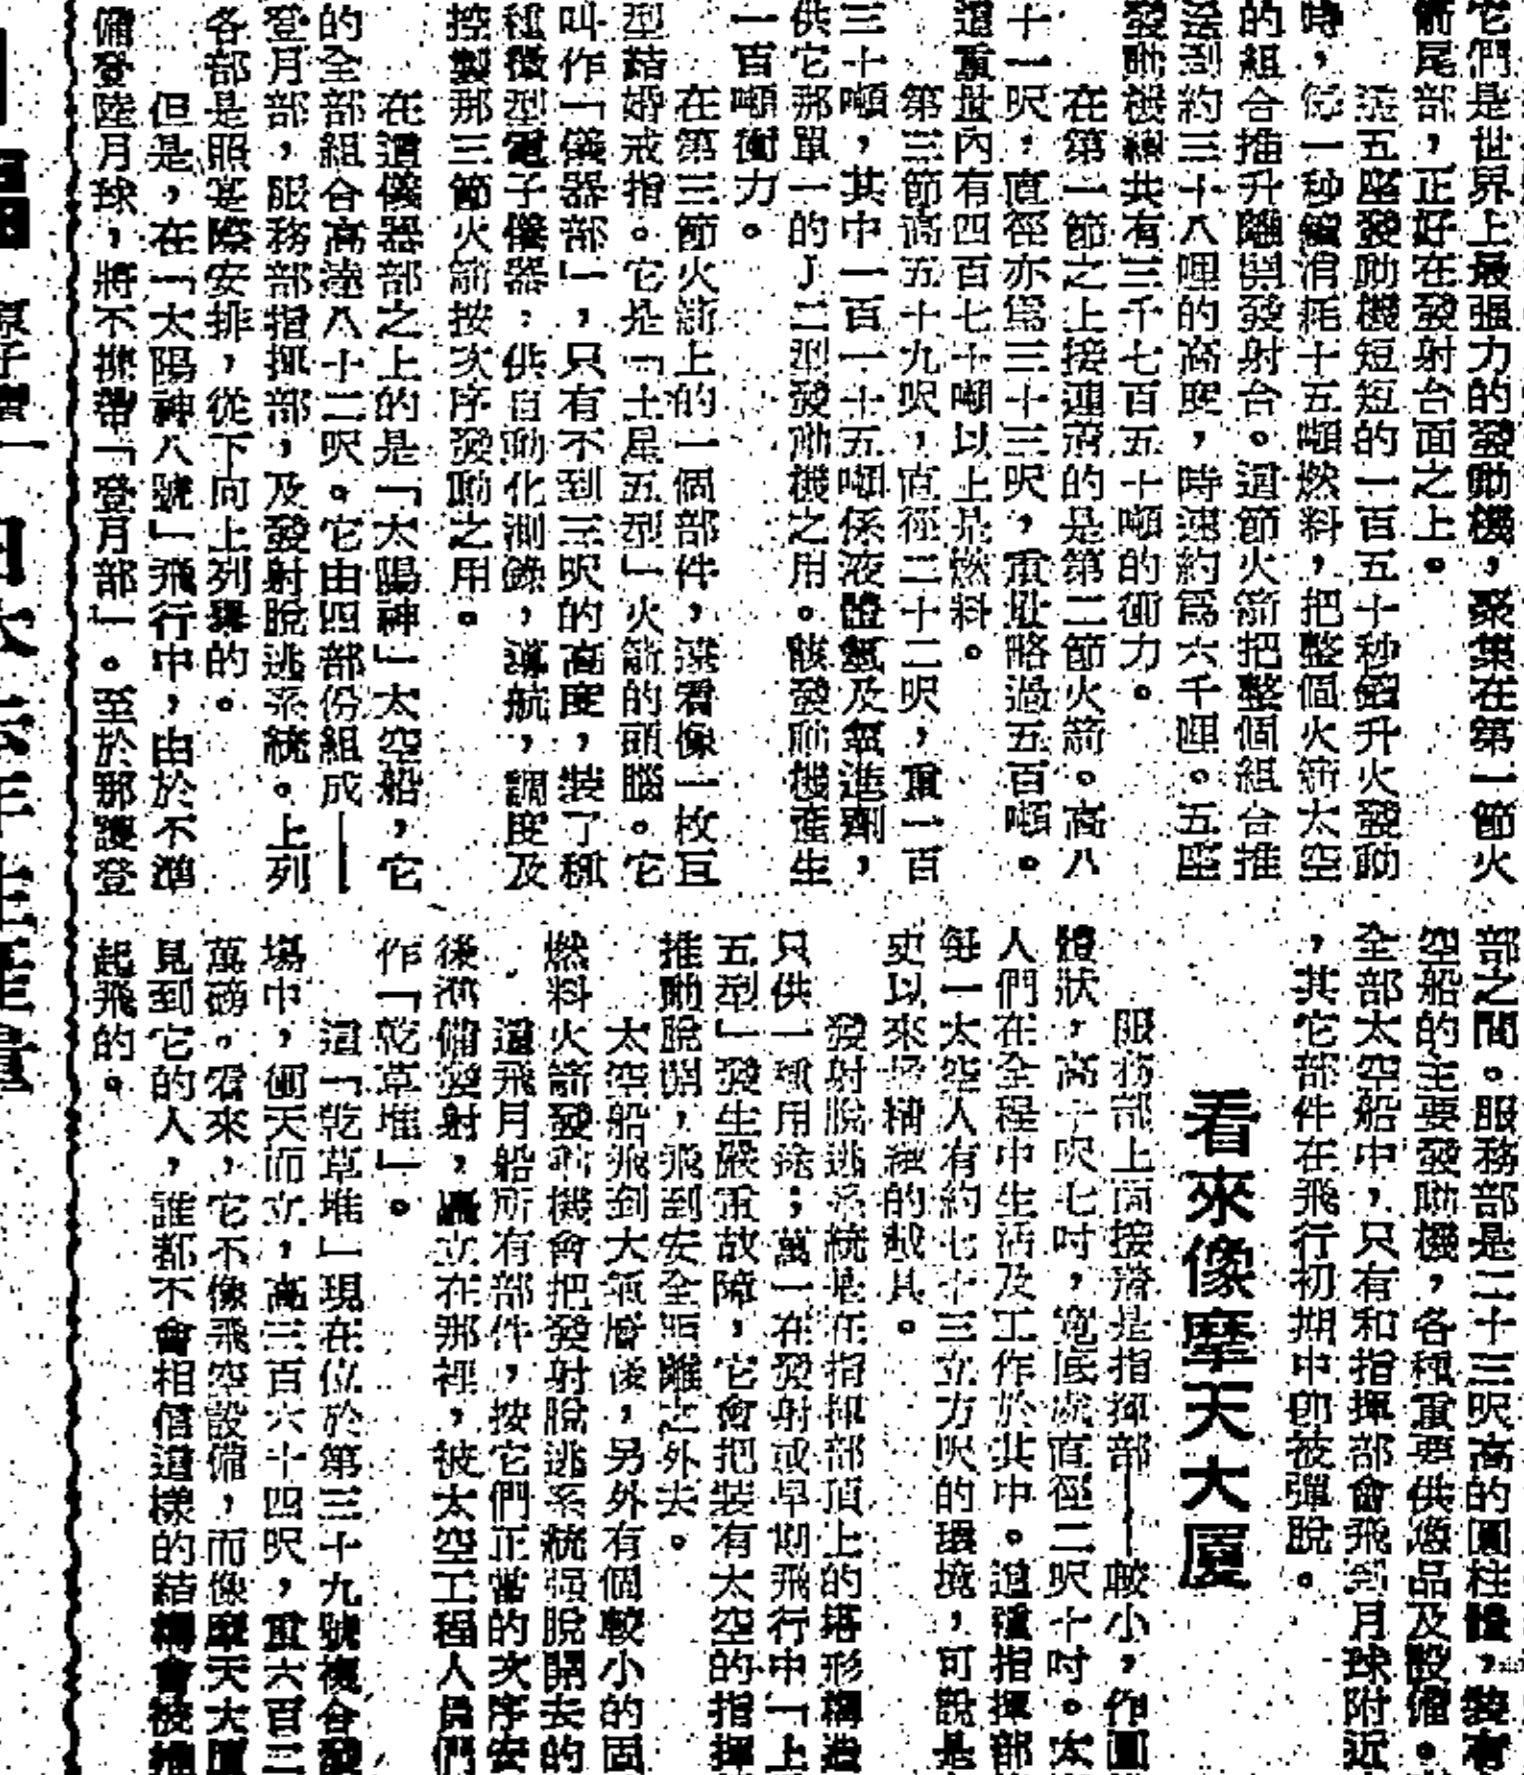 它們是世界上最强力的發動機，聚集在第一節火
箭尾部，正好在發射台面之上。
這五座發動機短短的一百五十秒鐘升火發動
時，每一秒鐘消耗十五噸燃料，把整個火箭太空
的組合推升離開發射台。這節火箭把整個組合推
送到約三十八哩的高度，時速約爲六千哩。五座
發動機總共有三千七百五十噸的衝力。
在第一節之上接連着的是第二節火箭。高八
十一呎，直徑亦爲三十三呎，重量略過五百噸。
這重量內有四百七十噸以上是燃料。
第三節高五十九呎，直徑二十二呎，重一百
三十噸，其中一百一十五噸係液體氫及氧進劑，
供它那單一的J二型發動機之用。該發動機產生
一百噸衝力。
在第三節火箭上的一個部件，看像一枚巨
型結婚戒指。它是「土星五型」火箭的頭腦。它
叫作「儀器部」，只有不到三呎的高度，裝了種
種微型電子儀器，供自動化測錄，導航，調度及
控製那三節火箭按次序發動之用。
在這儀器部之上的是「太陽神」太空船，它
的全部組合高達八十二呎。它由四部份組成——
登月部，服務部指揮部，及發射脫逃系統。上列
各部是照實際安排，從下向上列舉的。
但是，在「太陽神八號」飛行中，由於不準
備登陸月球，將不携帶「登月部」。至於那護登
部之間。服務部是二十三呎高的圓柱體，裝有
空船的主要發動機，各種重要供應品及設備。
全部太空船中，只有和指揮部會飛到月球附近
，其它部件在飛行初期中卽被彈脫。
看來像摩天大厦
服務部上面接着是指揮部——較小，作圓
體狀，高十呎七吋，寬底處直徑二呎十吋。太
人們在全程中生活及工作於其中。這種指揮部
每一太空人有約七十三立方呎的環境，可說是
史以來最精細的載具。
發射脫逃系統是在指揮部頂上的塔形構造
只供一種用途；萬一在發射或早期飛行中「土
五型」發生嚴重故障，它會把裝有太空的指揮
推動脫開，飛到安全距離之外去。
太空船飛到大氣層後，另外有個較小的固
燃料火箭發動機會把發射脫逃系統强脫開去的
這飛月船所有部件，按它們正當的次序安
後準備發射，矗立在那裡，被太空工程人員們
作「乾草堆」。
這「乾草堆」現在位於第三十九號複合發
塲中，衝天而立，高三百六十四呎，重六百二
萬磅。看來，它不像飛空設備，而像摩天大厦
見到它的人，誰都不會相信這樣的結構會被推
起飛的。